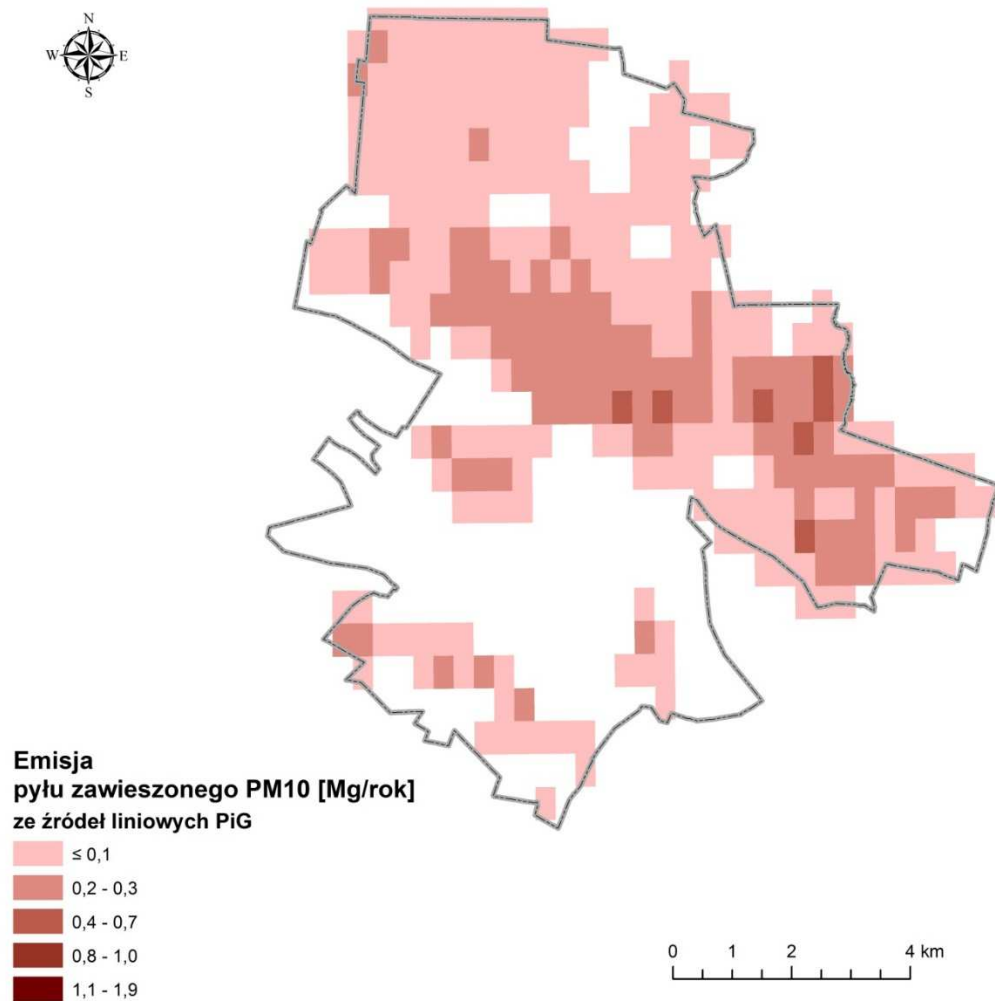 N
W E
S
Emisja
pyłu zawieszonego PM10 [Mg/rok]
ze źródeł liniowych PiG
≤ 0,1
0,2 - 0,3
0,4 - 0,7
0,8 - 1,0
1,1 - 1,9
0 1 2 4 km